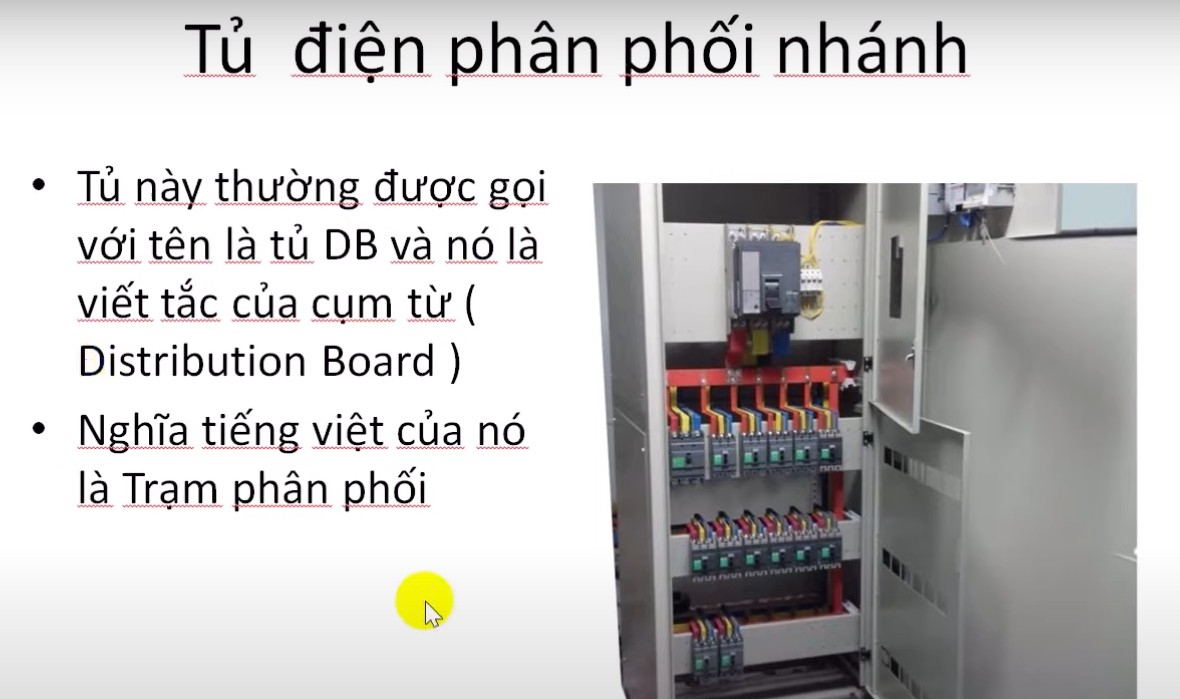 Tủ điện phân phối nhánh
• Tủ này thường được gọi
với tên là tủ DB và nó là
viết tắc của cụm từ (
Distribution Board )
• Nghĩa tiếng việt của nó
là Trạm phân phối